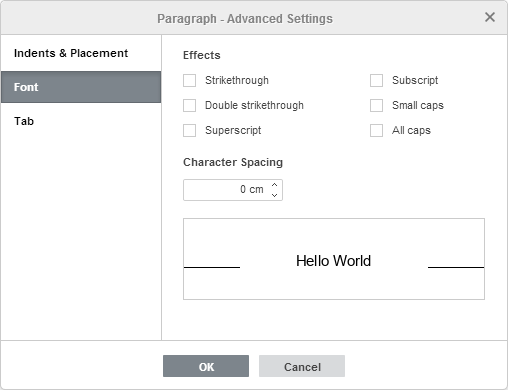 Paragraph - Advanced Settings
Indents & Placement
Font
Tab
Effects
Strikethrough
Subscript
Double strikethrough
Small caps
Superscript
All caps
Character Spacing
0 cm
Hello World
OK
Cancel